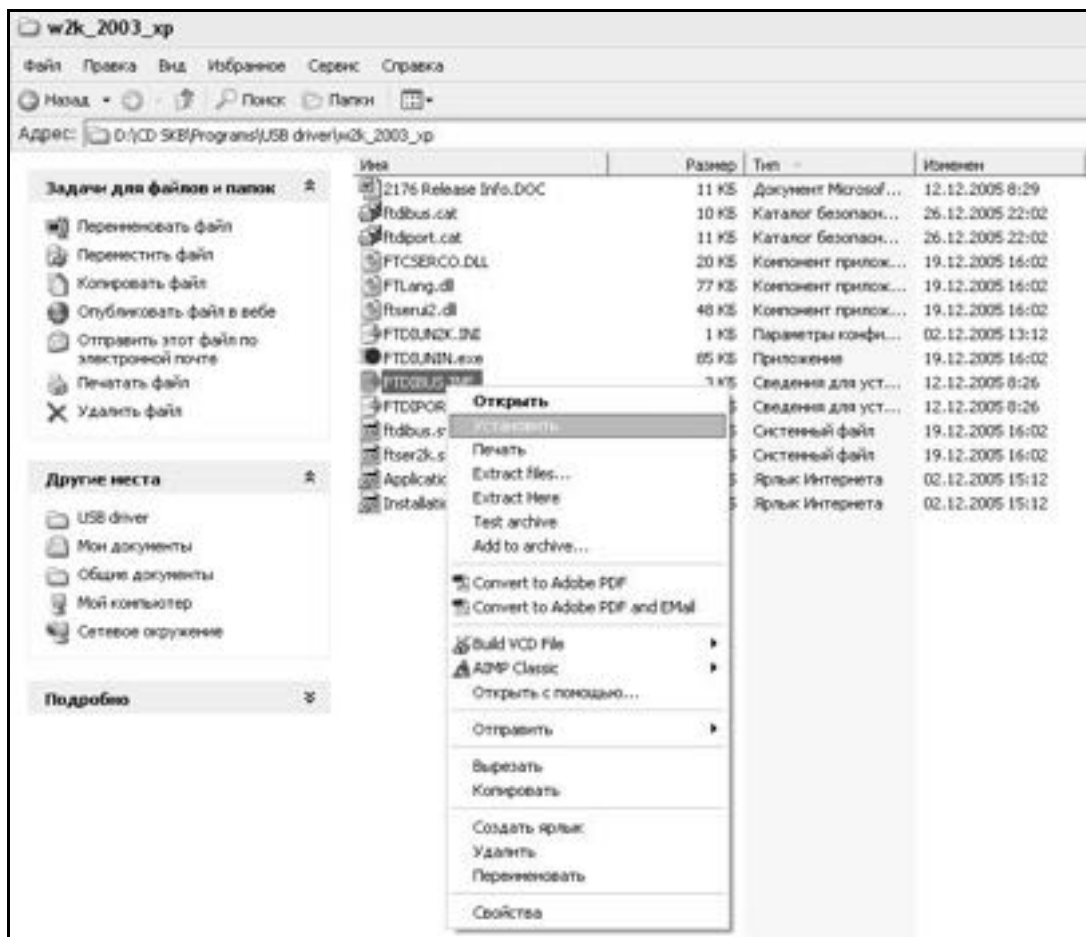 w2k_2003_xp
Файл Правка Вид Избранное Сервис Справка
Назад Поиск Папки
Адрес: D:\CD SKB\Programs\USB driver\w2k_2003_xp
Имя Размер Тип Изменен
Задачи для файлов и папок
Переименовать файл
Переместить файл
Копировать файл
Опубликовать файл в вебе
Отправить этот файл по
электронной почте
Печатать файл
Удалить файл
Другие места
USB driver
Мои документы
Общие документы
Мой компьютер
Сетевое окружение
Подробно
2176 Release Info.DOC 11 КБ Документ Microsof... 12.12.2005 8:29
ftdibus.cat 10 КБ Каталог безопасн... 26.12.2005 22:02
ftdiport.cat 11 КБ Каталог безопасн... 26.12.2005 22:02
FTCSERCO.DLL 20 КБ Компонент прилож... 19.12.2005 16:02
FTLang.dll 77 КБ Компонент прилож... 19.12.2005 16:02
ftserui2.dll 48 КБ Компонент прилож... 19.12.2005 16:02
FTDIUN2K.INI 1 КБ Параметры конфи... 02.12.2005 13:12
FTDIUNIN.exe 85 КБ Приложение 19.12.2005 16:02
FTDIBUS.INF 3 КБ Сведения для уст... 12.12.2005 8:26
FTDIPOR Сведения для уст... 12.12.2005 8:26
ftdibus.s Системный файл 19.12.2005 16:02
ftser2k.s Системный файл 19.12.2005 16:02
Applicatio Ярлык Интернета 02.12.2005 15:12
Installatio Ярлык Интернета 02.12.2005 15:12
Открыть
Установить
Печать
Extract files...
Extract Here
Test archive
Add to archive...
Convert to Adobe PDF
Convert to Adobe PDF and EMail
Build VCD File
AIMP Classic
Открыть с помощью...
Отправить
Вырезать
Копировать
Создать ярлык
Удалить
Переименовать
Свойства